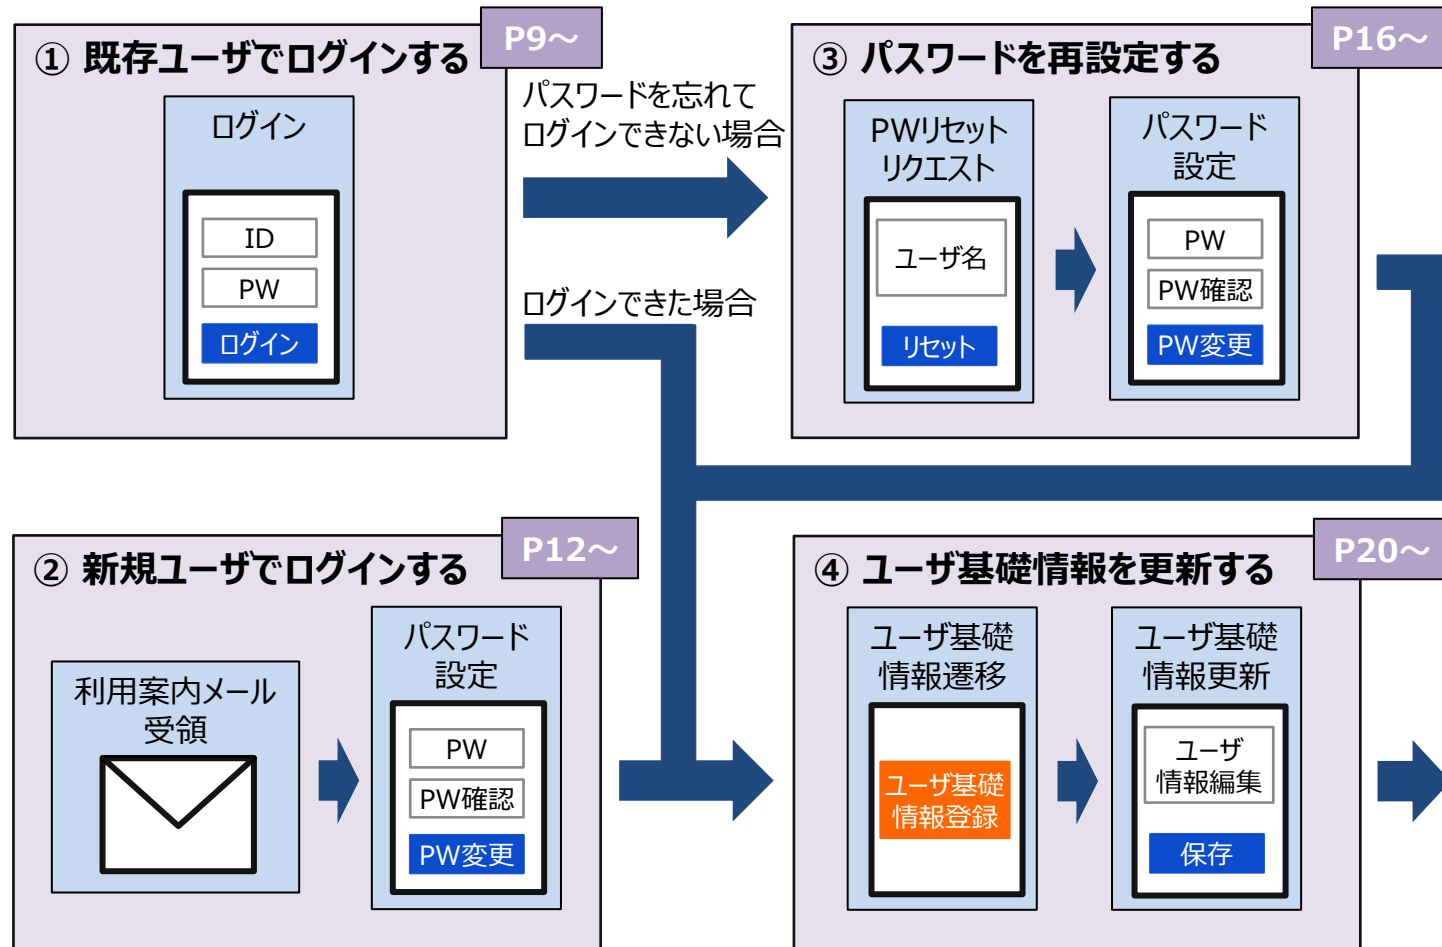 ① 既存ユーザでログインする
P9～
ログイン
ID
PW
ログイン
パスワードを忘れて
ログインできない場合
ログインできた場合
③ パスワードを再設定する
P16～
PWリセット
リクエスト
ユーザ名
リセット
パスワード
設定
PW
PW確認
PW変更
② 新規ユーザでログインする
P12～
利用案内メール
受領
パスワード
設定
PW
PW確認
PW変更
④ ユーザ基礎情報を更新する
P20～
ユーザ基礎
情報遷移
ユーザ基礎
情報登録
ユーザ基礎
情報更新
ユーザ
情報編集
保存